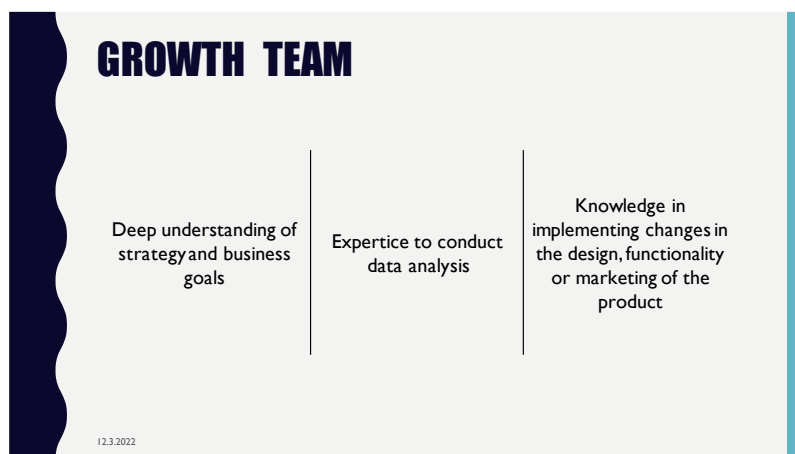 GROWTH TEAM
Deep understanding of
strategy and business
goals
Expertice to conduct
data analysis
Knowledge in
implementing changes in
the design, functionality
or marketing of the
product
12.3.2022